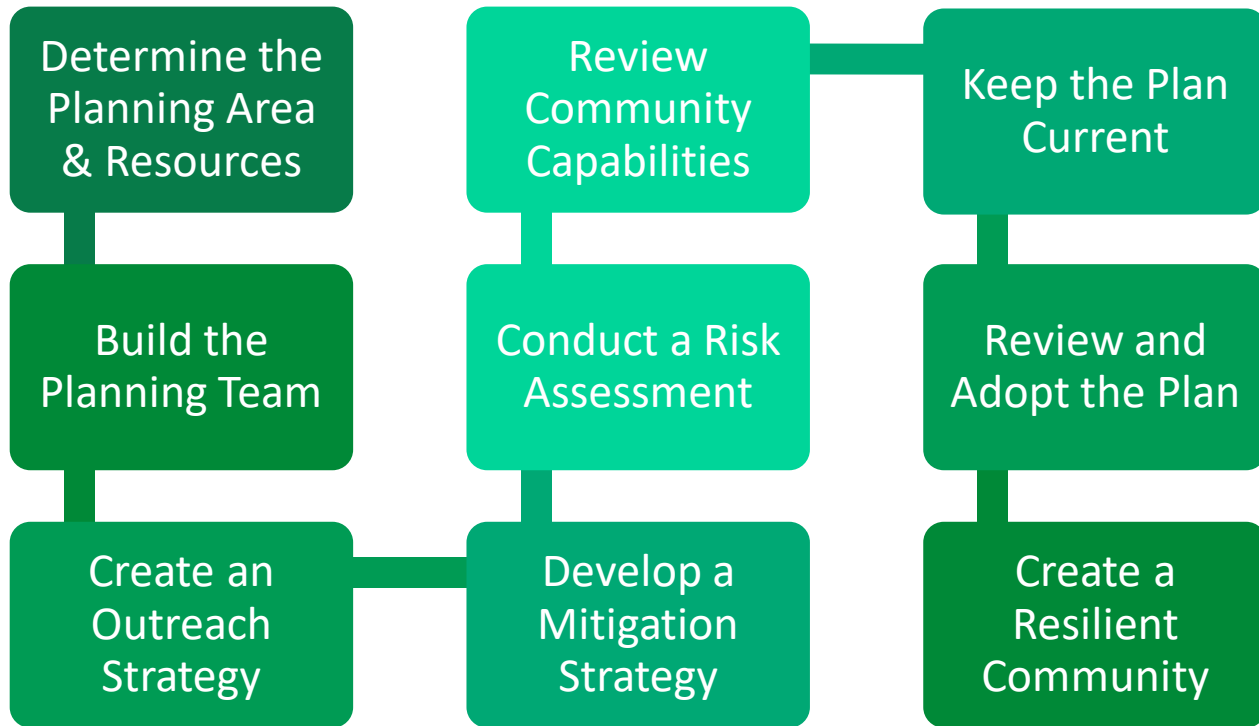 Determine the
Planning Area
& Resources
Build the
Planning Team
Create an
Outreach
Strategy
Develop a
Mitigation
Strategy
Conduct a Risk
Assessment
Review
Community
Capabilities
Keep the Plan
Current
Review and
Adopt the Plan
Create a
Resilient
Community